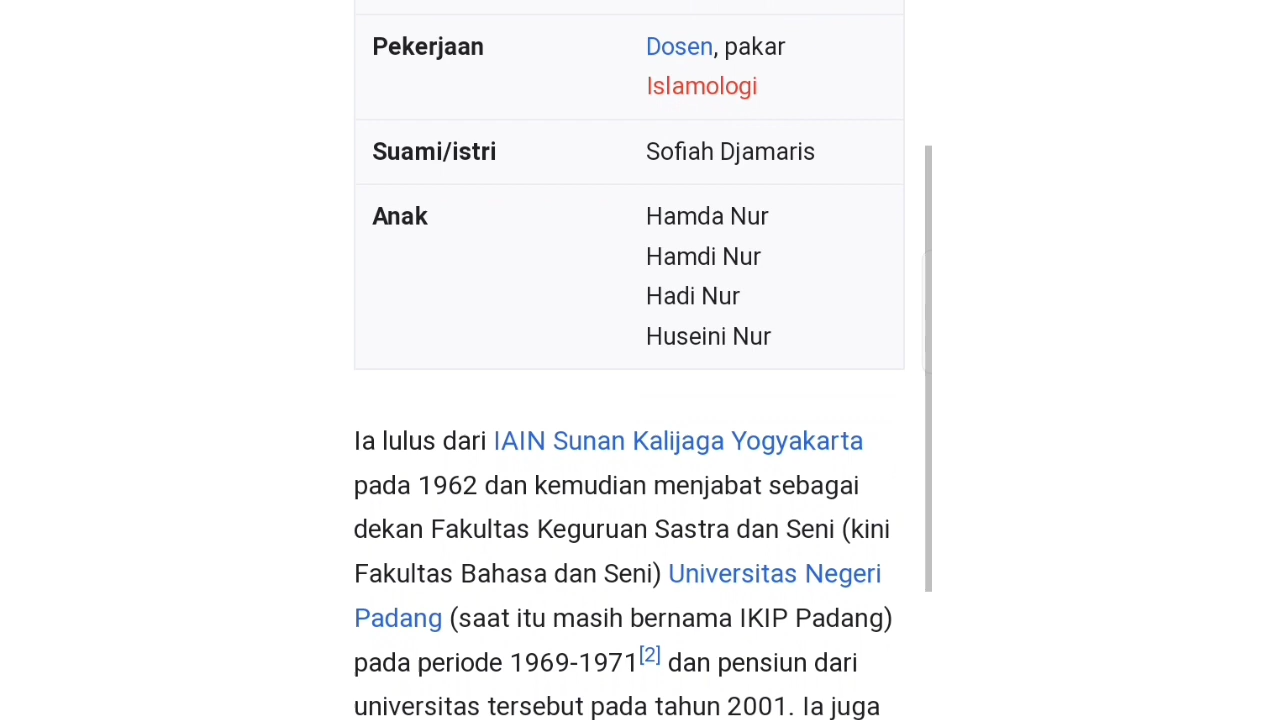 Pekerjaan
Dosen, pakar
Islamologi
Suami/istri
Sofiah Djamaris
Anak
Hamda Nur
Hamdi Nur
Hadi Nur
Huseini Nur
Ia lulus dari IAIN Sunan Kalijaga Yogyakarta
pada 1962 dan kemudian menjabat sebagai
dekan Fakultas Keguruan Sastra dan Seni (kini
Fakultas Bahasa dan Seni) Universitas Negeri
Padang (saat itu masih bernama IKIP Padang)
pada periode 1969-1971[2] dan pensiun dari
universitas tersebut pada tahun 2001. Ia juga